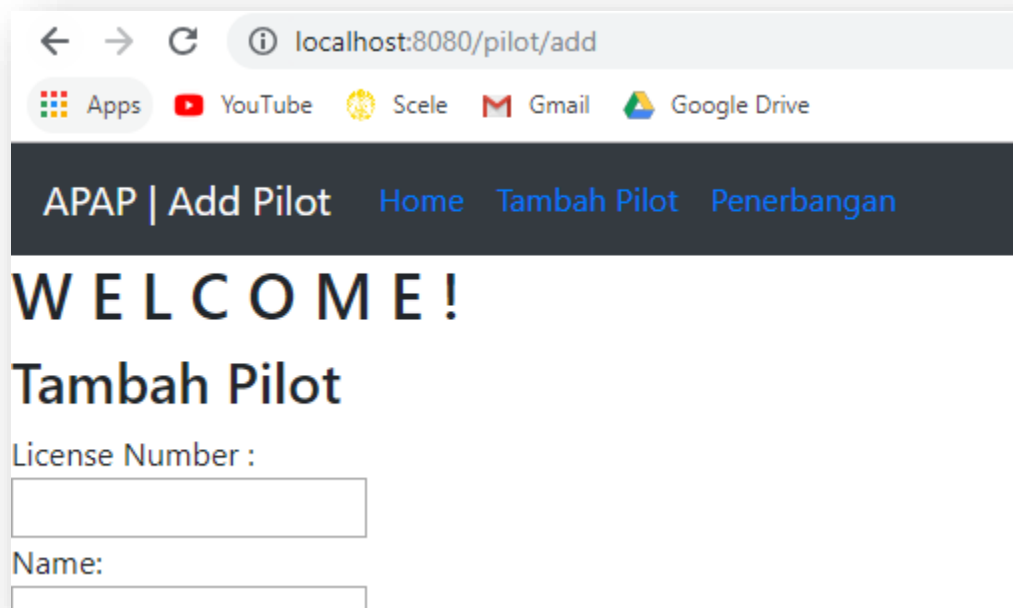 localhost:8080/pilot/add
Apps YouTube Scele Gmail Google Drive
APAP | Add Pilot Home Tambah Pilot Penerbangan
W E L C O M E !
Tambah Pilot
License Number :
Name: